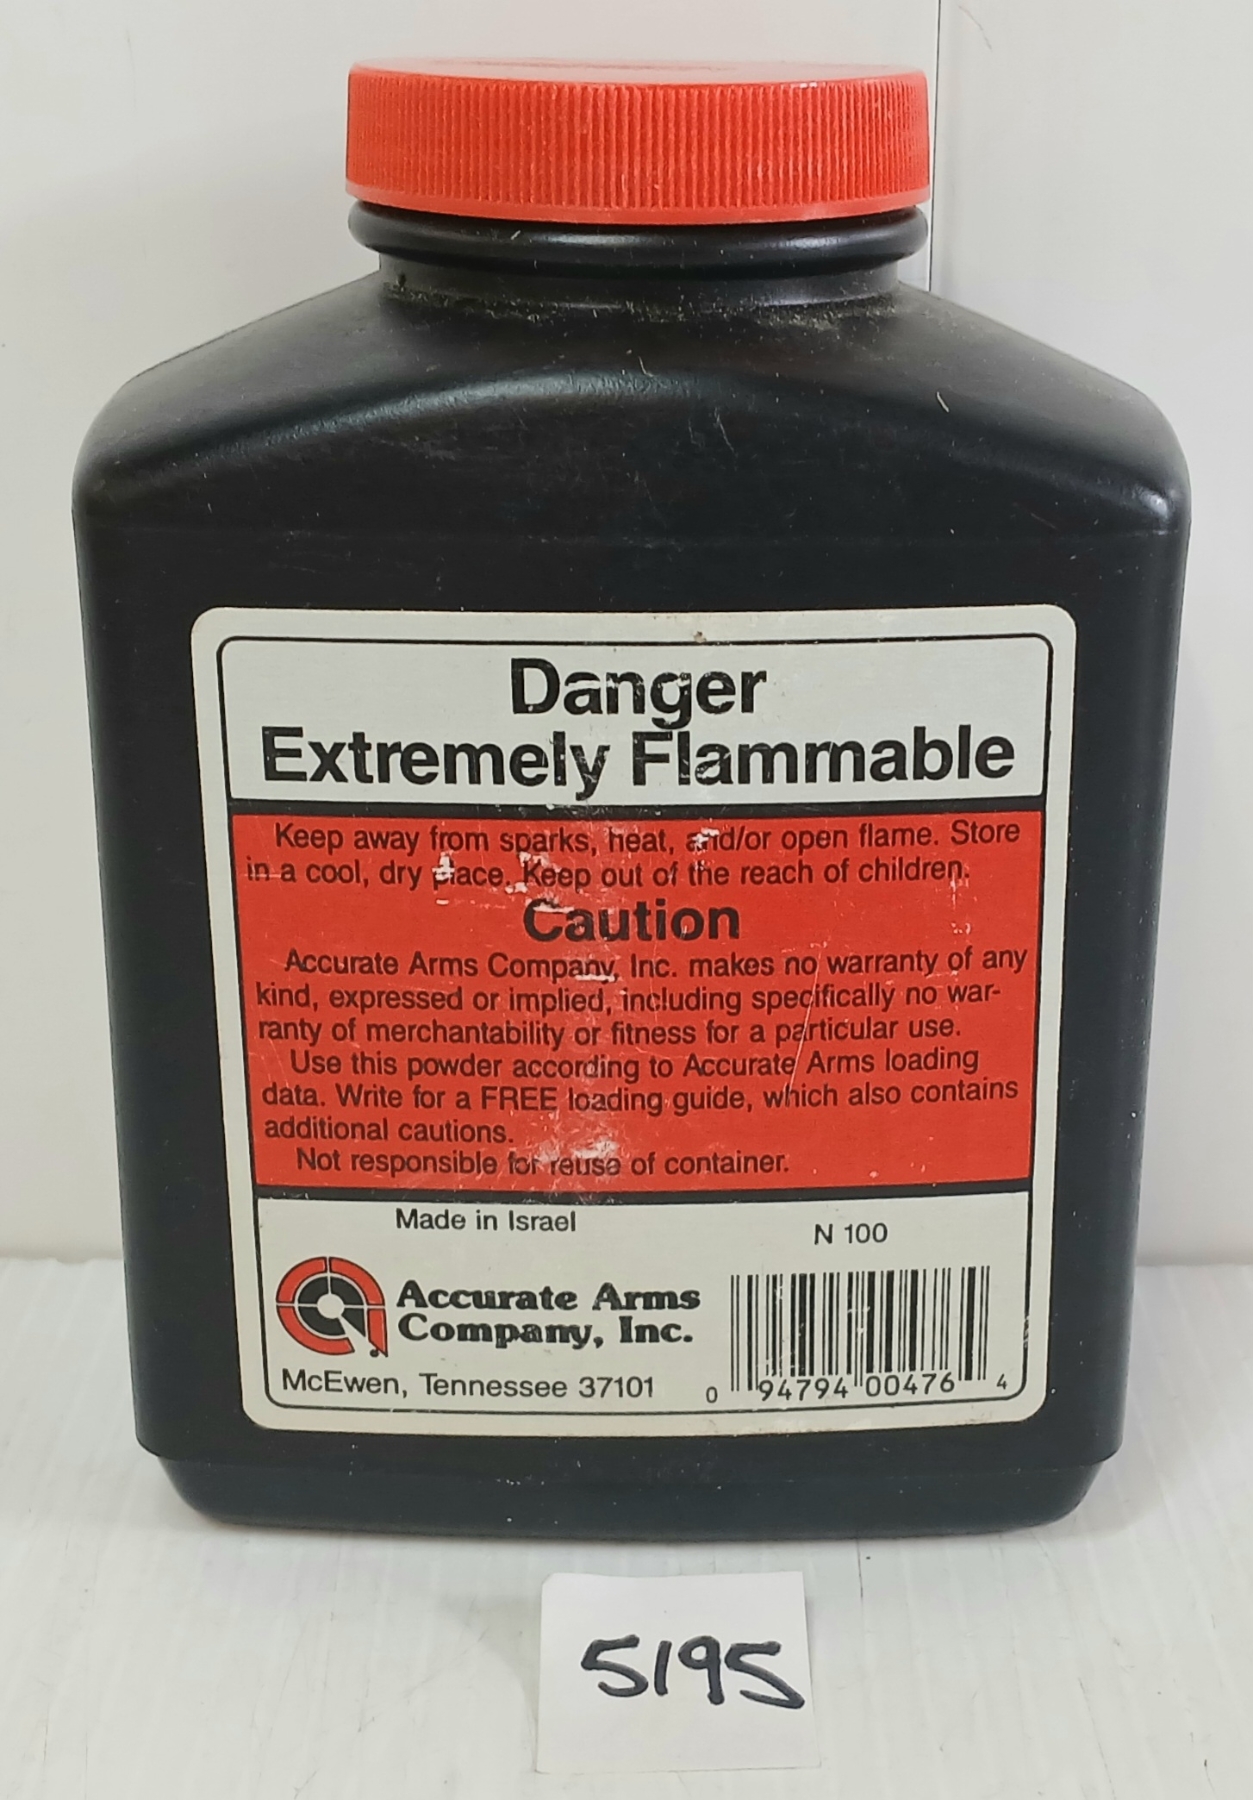 Danger
Extremely Flammable
Keep away from sparks, heat, and/or open flame. Store
in a cool, dry place. Keep out of the reach of children.
Caution
Accurate Arms Company, Inc. makes no warranty of any
kind, expressed or implied, including specifically no war-
ranty of merchantability or fitness for a particular use.
Use this powder according to Accurate Arms loading
data. Write for a FREE loading guide, which also contains
additional cautions.
Not responsible for reuse of container.
Made in Israel
N 100
Accurate Arms
Company, Inc.
McEwen, Tennessee 37101
0 94794 00476 4
5195